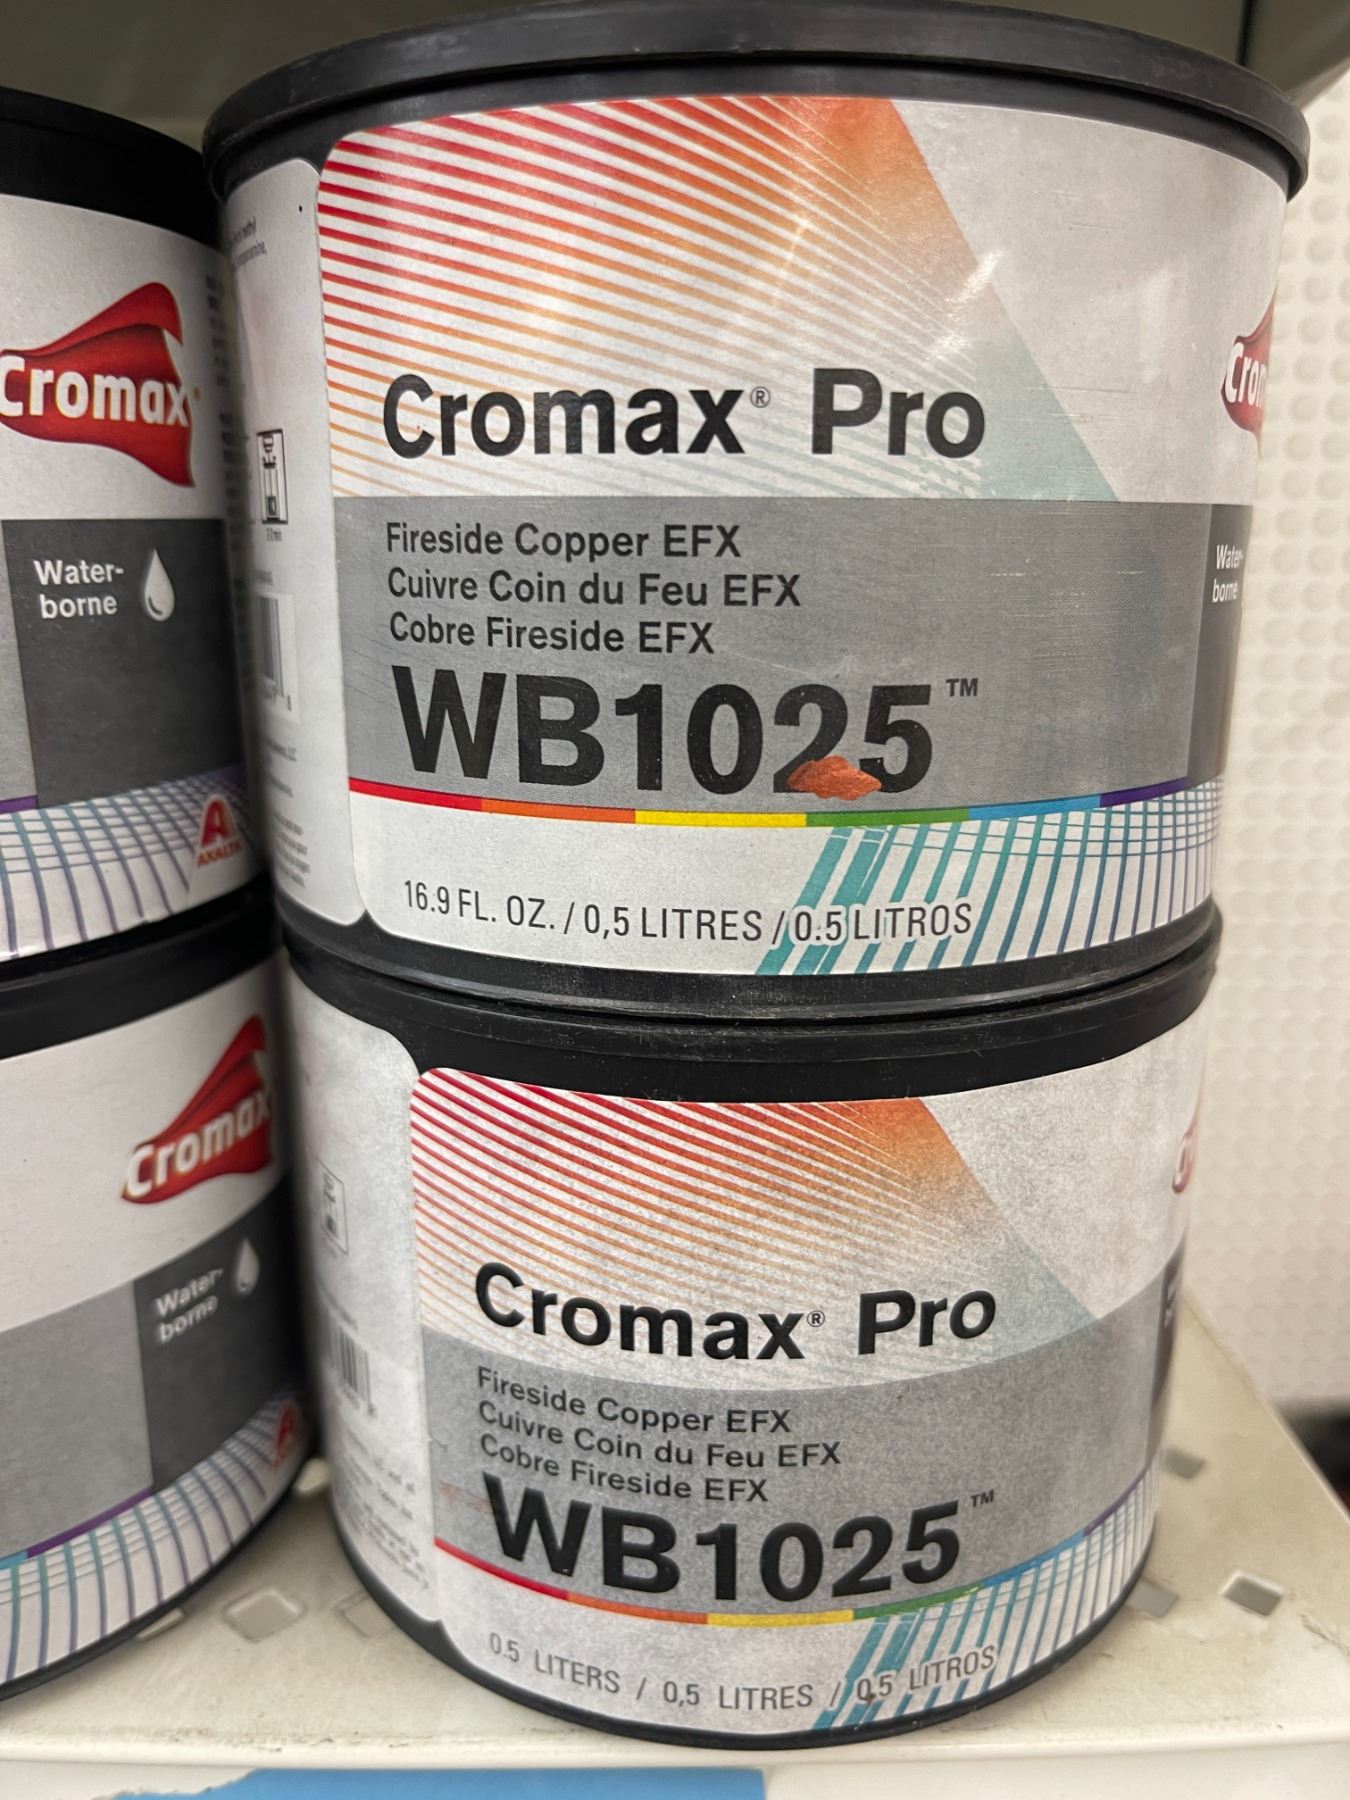 Cromax
Water-
borne
AXALTA
Cromax® Pro
Fireside Copper EFX
Cuivre Coin du Feu EFX
Cobre Fireside EFX
WB1025™
16.9 FL. OZ. / 0,5 LITRES / 0.5 LITROS
Water-
borne
Cromax
Water-
borne
Cromax® Pro
Fireside Copper EFX
Cuivre Coin du Feu EFX
Cobre Fireside EFX
WB1025™
0.5 LITERS / 0,5 LITRES / 0.5 LITROS